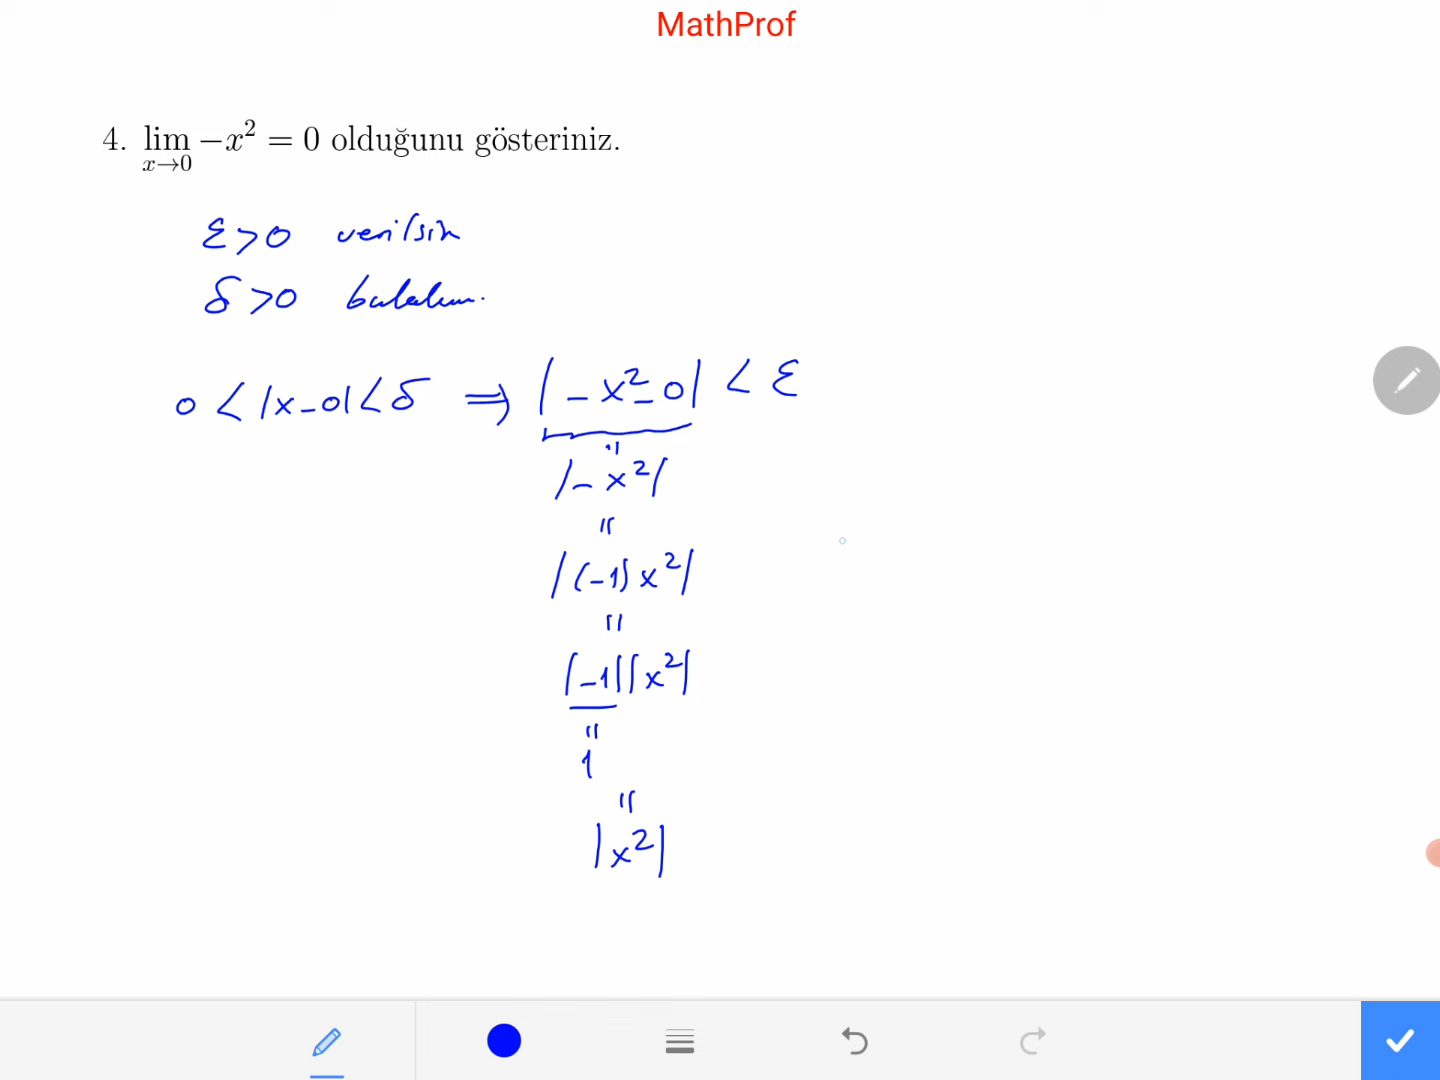 MathProf
4. lim x→0 −x² = 0 olduğunu gösteriniz.
ε>0 verilsin
δ>0 bulalım.
0<|x−0|<δ ⇒ |−x²−0| < ε
=
|−x²|
=
|(−1)x²|
=
|−1||x²|
=
1
=
|x²|